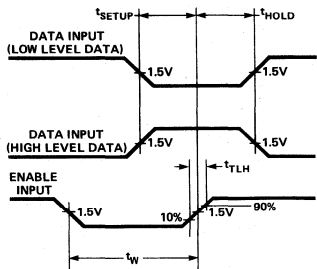 tSETUP
tHOLD
DATA INPUT
(LOW LEVEL DATA)
1.5V
1.5V
DATA INPUT
(HIGH LEVEL DATA)
1.5V
1.5V
tTLH
ENABLE
INPUT
1.5V
10%
1.5V
90%
tW